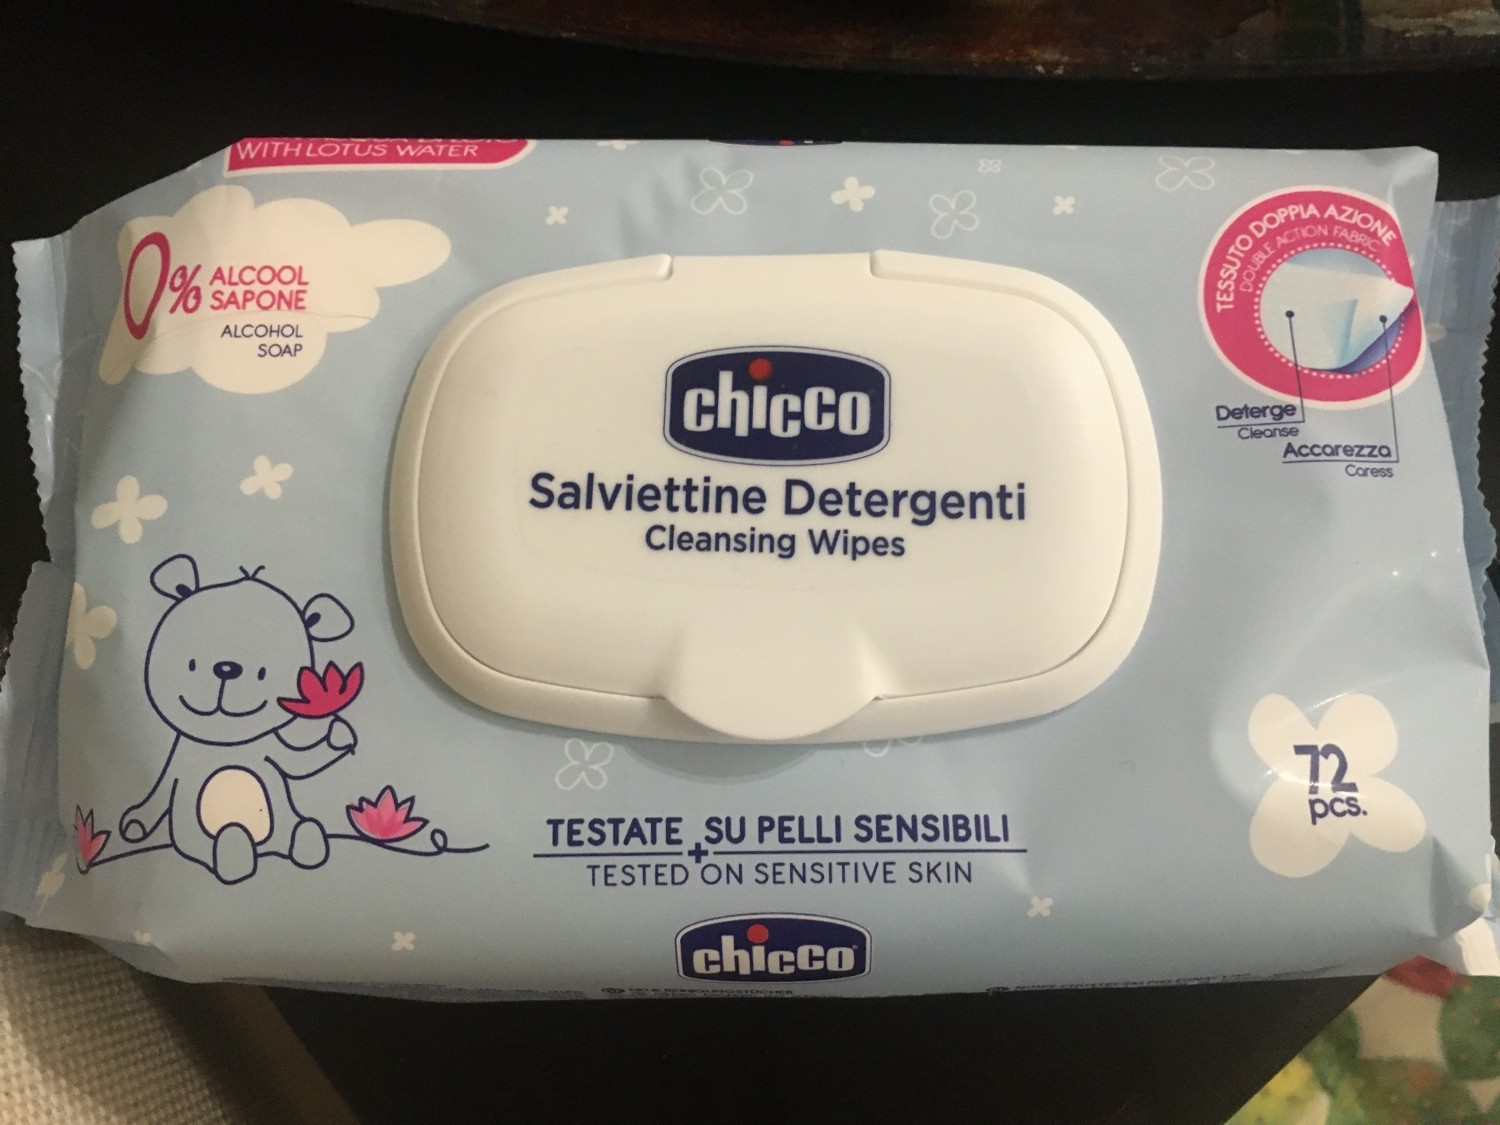 WITH LOTUS WATER
0% ALCOOL
SAPONE
ALCOHOL
SOAP
TESSUTO DOPPIA AZIONE
DOUBLE ACTION FABRIC
Deterge
Cleanse
Accarezza
Caress
chicco
Salviettine Detergenti
Cleansing Wipes
72
pcs.
TESTATE SU PELLI SENSIBILI
+
TESTED ON SENSITIVE SKIN
chicco